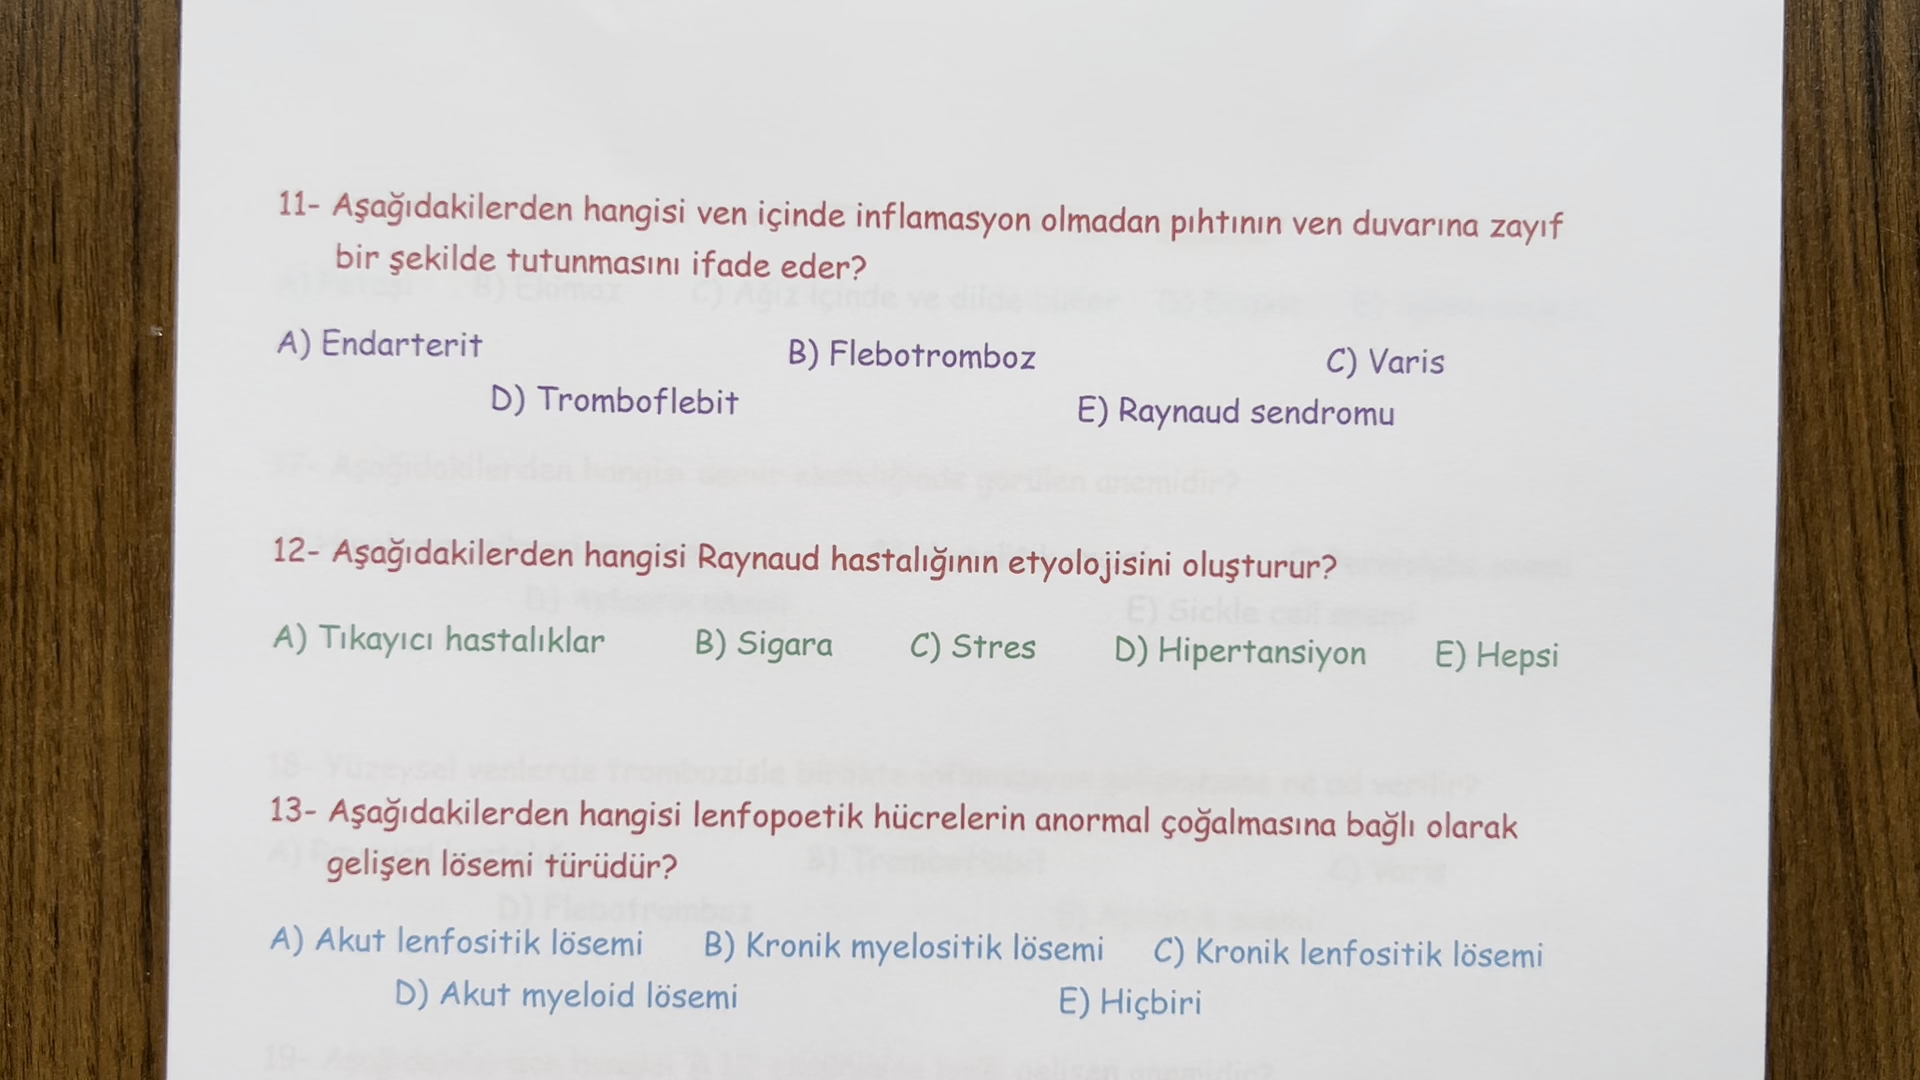 11- Aşağıdakilerden hangisi ven içinde inflamasyon olmadan pıhtının ven duvarına zayıf
bir şekilde tutunmasını ifade eder?
A) Endarterit B) Flebotromboz C) Varis
D) Tromboflebit E) Raynaud sendromu
12- Aşağıdakilerden hangisi Raynaud hastalığının etyolojisini oluşturur?
A) Tıkayıcı hastalıklar B) Sigara C) Stres D) Hipertansiyon E) Hepsi
13- Aşağıdakilerden hangisi lenfopoetik hücrelerin anormal çoğalmasına bağlı olarak
gelişen lösemi türüdür?
A) Akut lenfositik lösemi B) Kronik myelositik lösemi C) Kronik lenfositik lösemi
D) Akut myeloid lösemi E) Hiçbiri